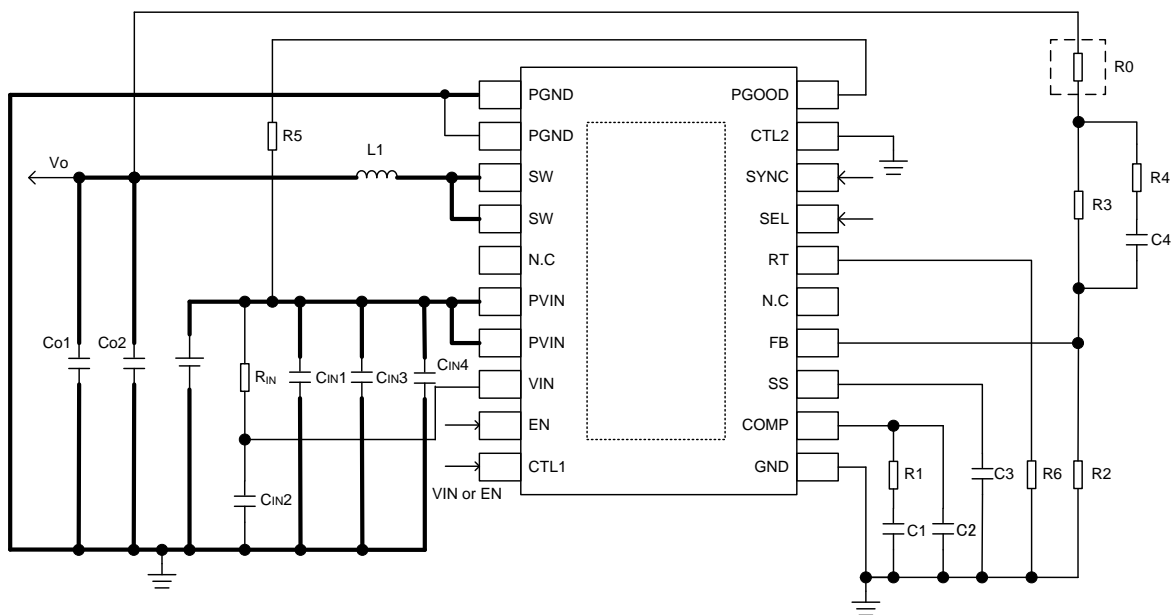 R0
PGND
PGOOD
R5
PGND
CTL2
Vo
L1
SW
SYNC
R4
SW
SEL
R3
C4
N.C
RT
PVIN
N.C
Co1
Co2
PVIN
FB
RIN
CIN1
CIN3
CIN4
VIN
SS
EN
COMP
CTL1
GND
R1
C3
R6
R2
VIN or EN
CIN2
C1
C2